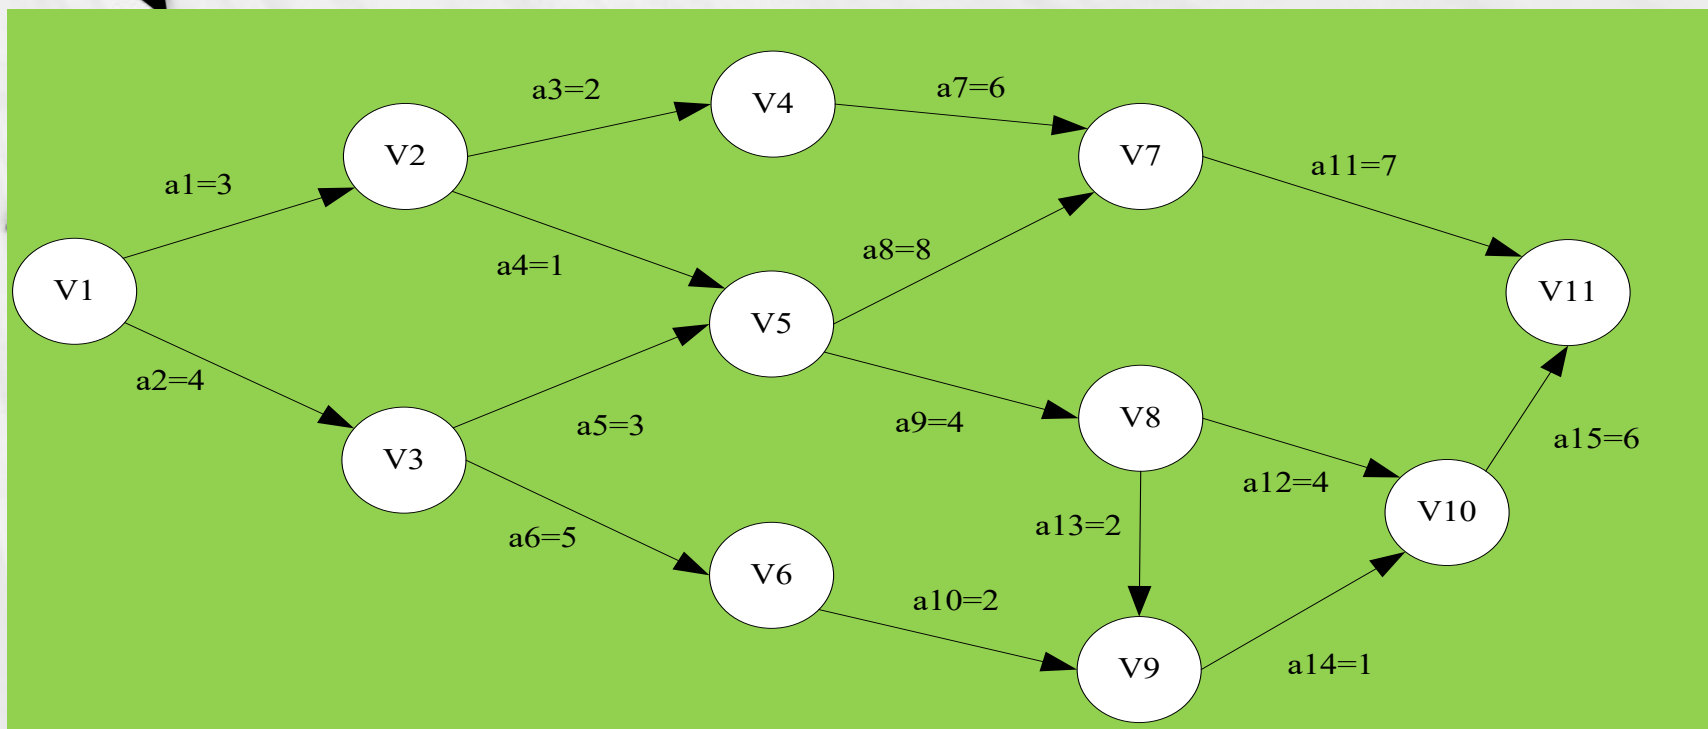 a3=2
V4
a7=6
V2
V7
a1=3
a11=7
a4=1
a8=8
V1
V5
V11
a2=4
a5=3
a9=4
V8
V3
a15=6
a12=4
V10
a6=5
a13=2
V6
a10=2
V9
a14=1